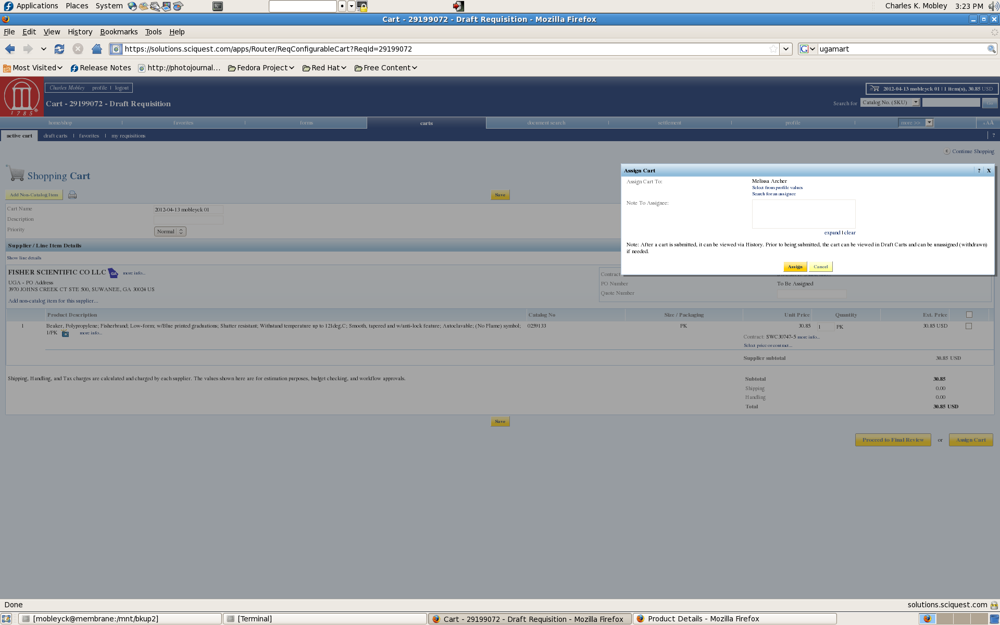 Applications Places System Charles K. Mobley 3:23 PM
Cart - 29199072 - Draft Requisition - Mozilla Firefox
File Edit View History Bookmarks Tools Help
https://solutions.sciquest.com/apps/Router/ReqConfigurableCart?ReqId=29199072 G ugamart
Most Visited Release Notes http://photojournal... Fedora Project Red Hat Free Content
1785
Charles Mobley profile | logout
2012-04-13 mobleyck 01 | 1 item(s), 30.85 USD
Cart - 29199072 - Draft Requisition
Search for Catalog No. (SKU) Go
home/shop | favorites | forms carts document search | settlement | profile | more >> AAA
active cart draft carts | favorites | my requisitions ?
Continue Shopping
Shopping Cart
Add Non-Catalog Item Save
Cart Name 2012-04-13 mobleyck 01
Description
Priority Normal
Supplier / Line Item Details
Show line details
Assign Cart ? X
Assign Cart To: Melissa Archer
Select from profile values
Search for an assignee
Note To Assignee:
expand | clear
Note: After a cart is submitted, it can be viewed via History. Prior to being submitted, the cart can be viewed in Draft Carts and can be unassigned (withdrawn)
if needed.
Assign Cancel
FISHER SCIENTIFIC CO LLC GA more info...
UGA - PO Address
3970 JOHNS CREEK CT STE 500, SUWANEE, GA 30024 US
Add non-catalog item for this supplier...
Contract
PO Number To Be Assigned
Quote Number
Product Description Catalog No Size / Packaging Unit Price Quantity Ext. Price
1 Beaker, Polypropylene; Fisherbrand; Low-form; w/Blue printed graduations; Shatter resistant; Withstand temperature up to 121deg.C; Smooth, tapered and w/anti-lock feature; Autoclavable; (No Flame) symbol; 0259133 PK 30.85 1 PK 30.85 USD
1/PK more info...
Contract: SWC30747-5 more info...
Select price or contract...
Supplier subtotal 30.85 USD
Shipping, Handling, and Tax charges are calculated and charged by each supplier. The values shown here are for estimation purposes, budget checking, and workflow approvals.
Subtotal 30.85
Shipping 0.00
Handling 0.00
Total 30.85 USD
Save
Proceed to Final Review or Assign Cart
Done solutions.sciquest.com
[mobleyck@membrane:/mnt/bkup2] [Terminal] Cart - 29199072 - Draft Requisition - Mozilla Firefox Product Details - Mozilla Firefox